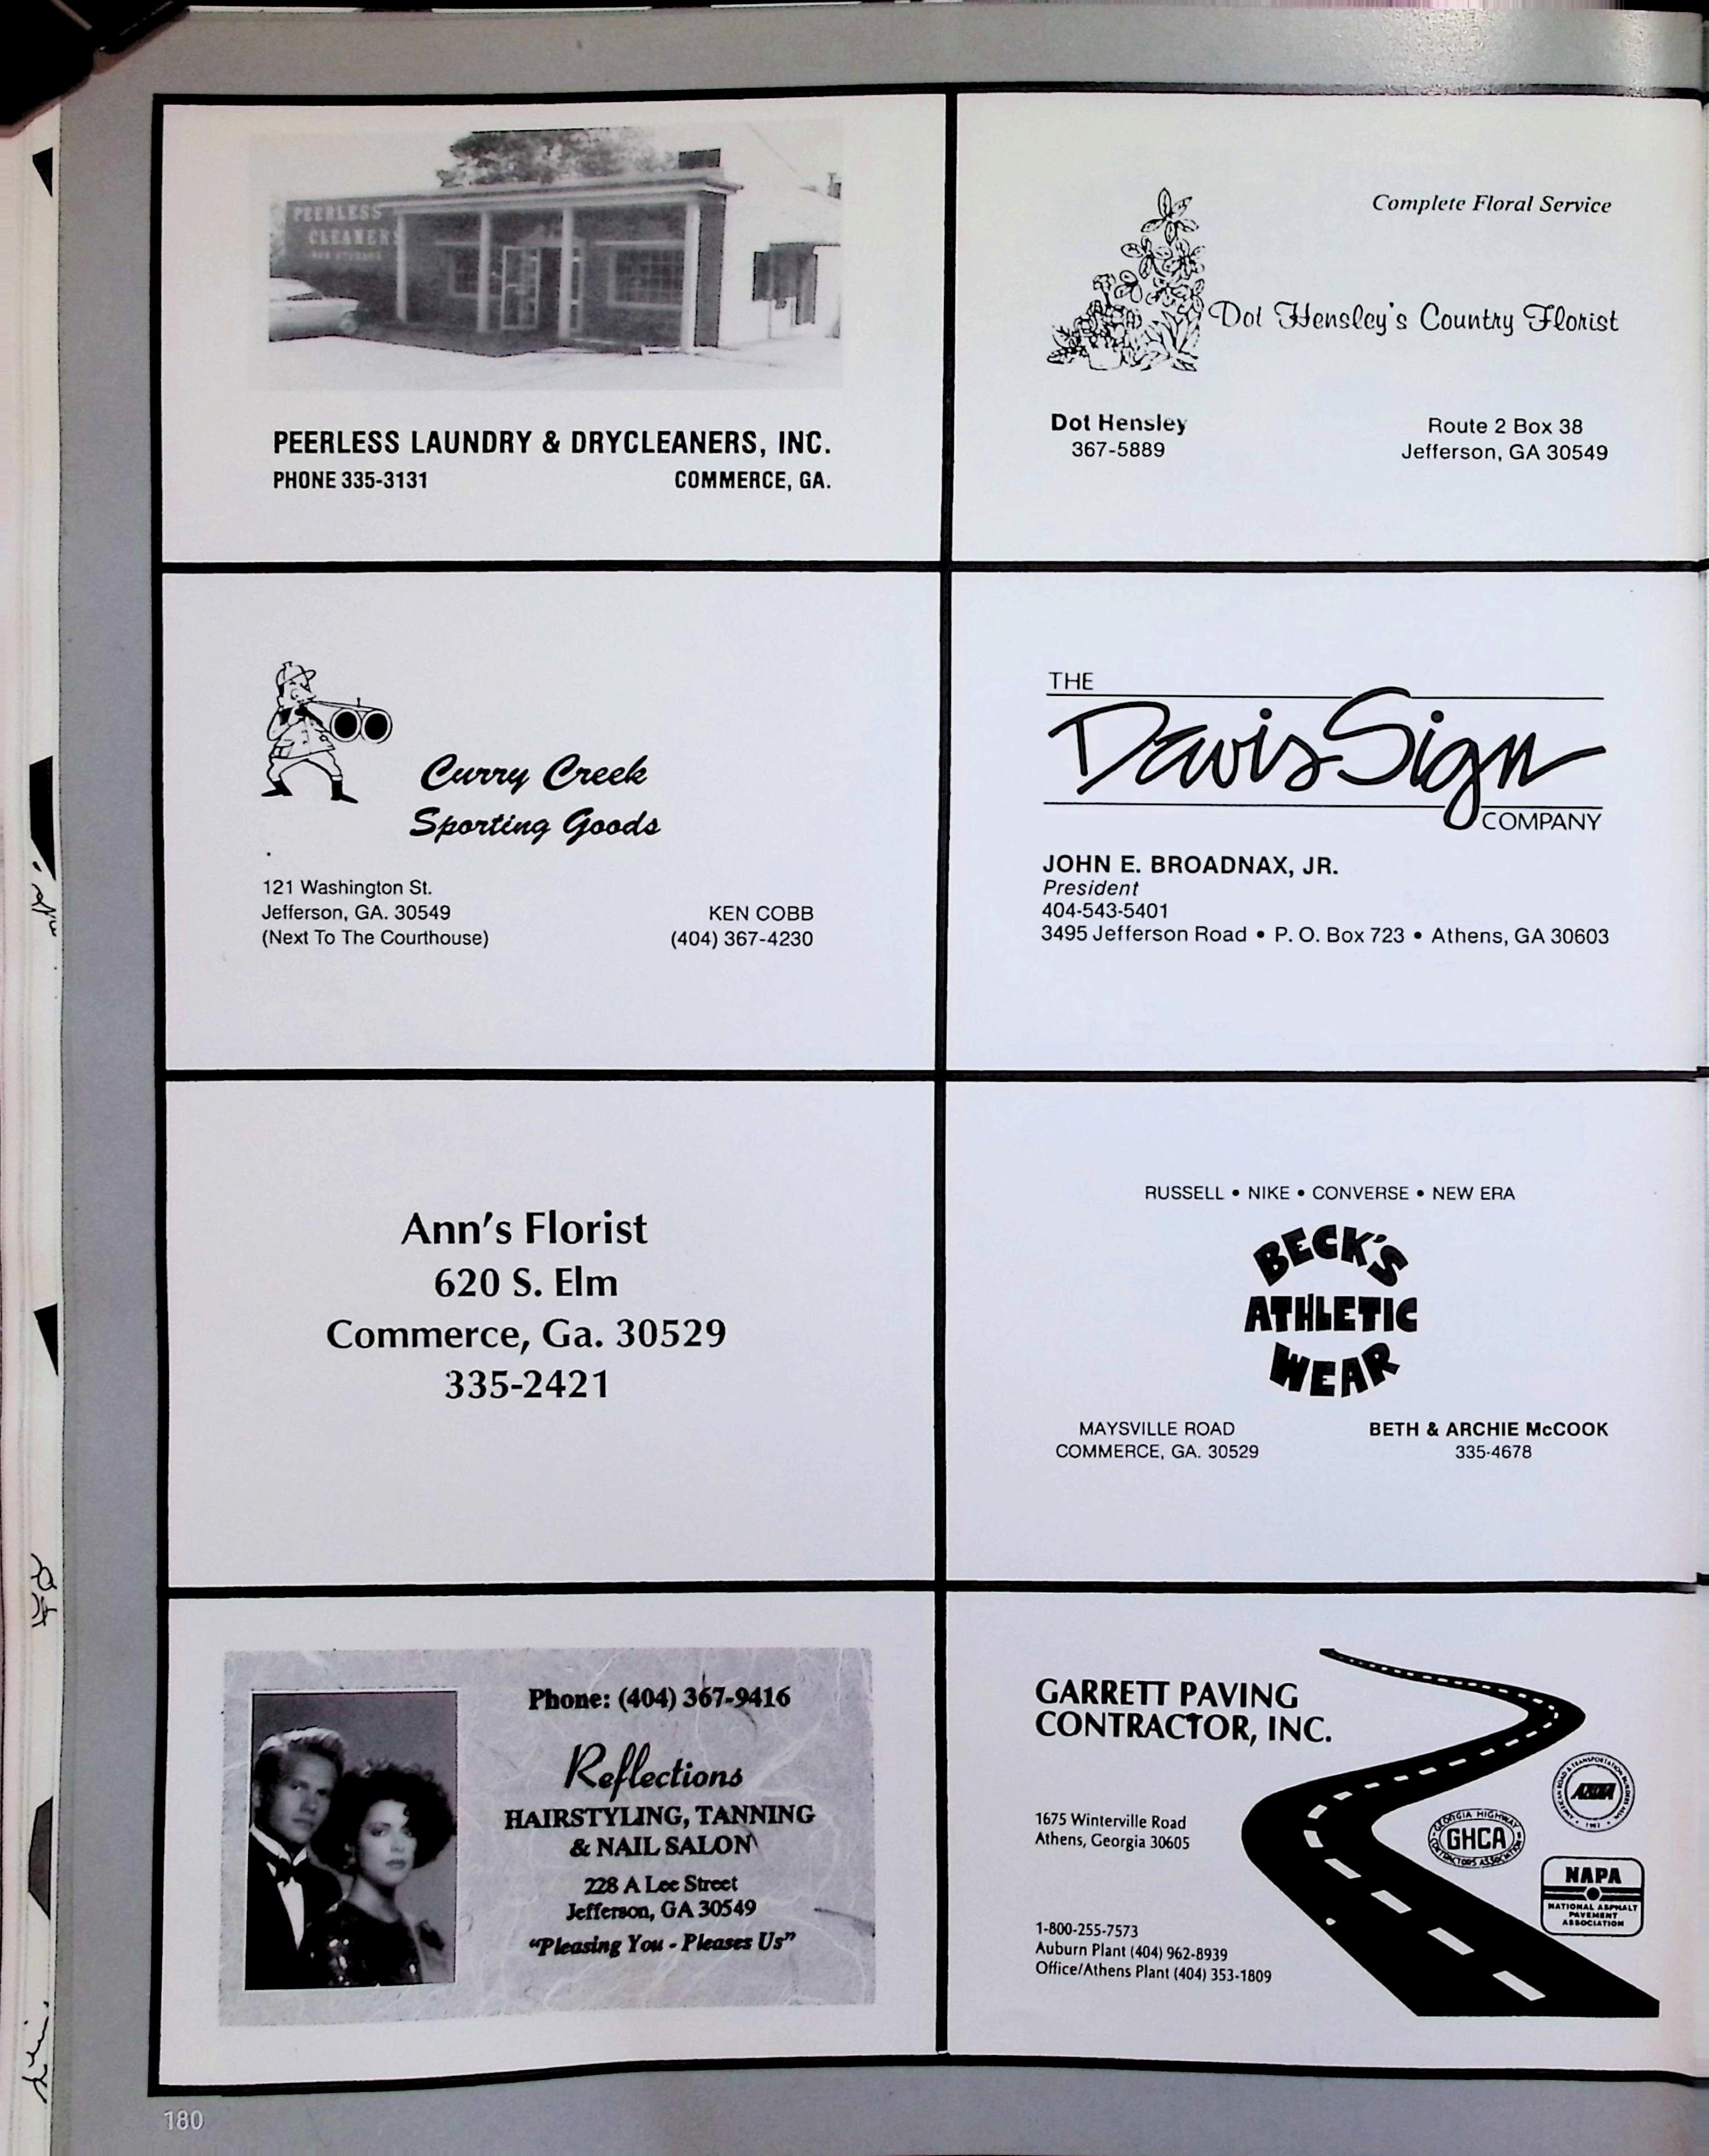 PEERLESS
CLEANERS
AND STORAGE
PEERLESS LAUNDRY & DRYCLEANERS, INC.
PHONE 335-3131 COMMERCE, GA.
Complete Floral Service
Dot Hensley's Country Florist
Dot Hensley
367-5889
Route 2 Box 38
Jefferson, GA 30549
Curry Creek
Sporting Goods
121 Washington St.
Jefferson, GA. 30549
(Next To The Courthouse)
KEN COBB
(404) 367-4230
THE
Davis Sign
COMPANY
JOHN E. BROADNAX, JR.
President
404-543-5401
3495 Jefferson Road • P. O. Box 723 • Athens, GA 30603
Ann's Florist
620 S. Elm
Commerce, Ga. 30529
335-2421
RUSSELL • NIKE • CONVERSE • NEW ERA
BECK'S
ATHLETIC
WEAR
MAYSVILLE ROAD
COMMERCE, GA. 30529
BETH & ARCHIE McCOOK
335-4678
Phone: (404) 367-9416
Reflections
HAIRSTYLING, TANNING
& NAIL SALON
228 A Lee Street
Jefferson, GA 30549
"Pleasing You - Pleases Us"
GARRETT PAVING
CONTRACTOR, INC.
1675 Winterville Road
Athens, Georgia 30605
1-800-255-7573
Auburn Plant (404) 962-8939
Office/Athens Plant (404) 353-1809
GEORGIA HIGHWAY
GHCA
CONTRACTORS ASSOCIATION
NAPA
NATIONAL ASPHALT
PAVEMENT
ASSOCIATION
180